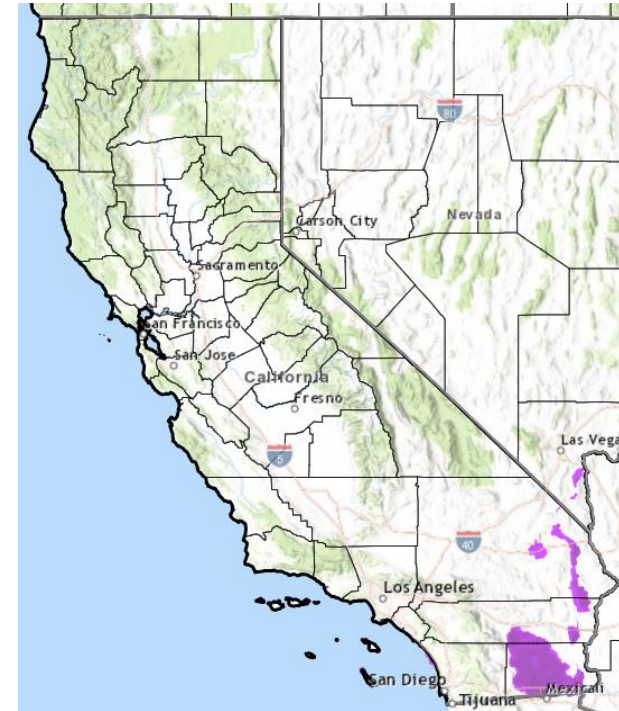 80
Carson City
Nevada
Sacramento
San Francisco
San Jose
California
Fresno
5
Las Vega
40
Los Angeles
San Diego
Mexicali
Tijuana